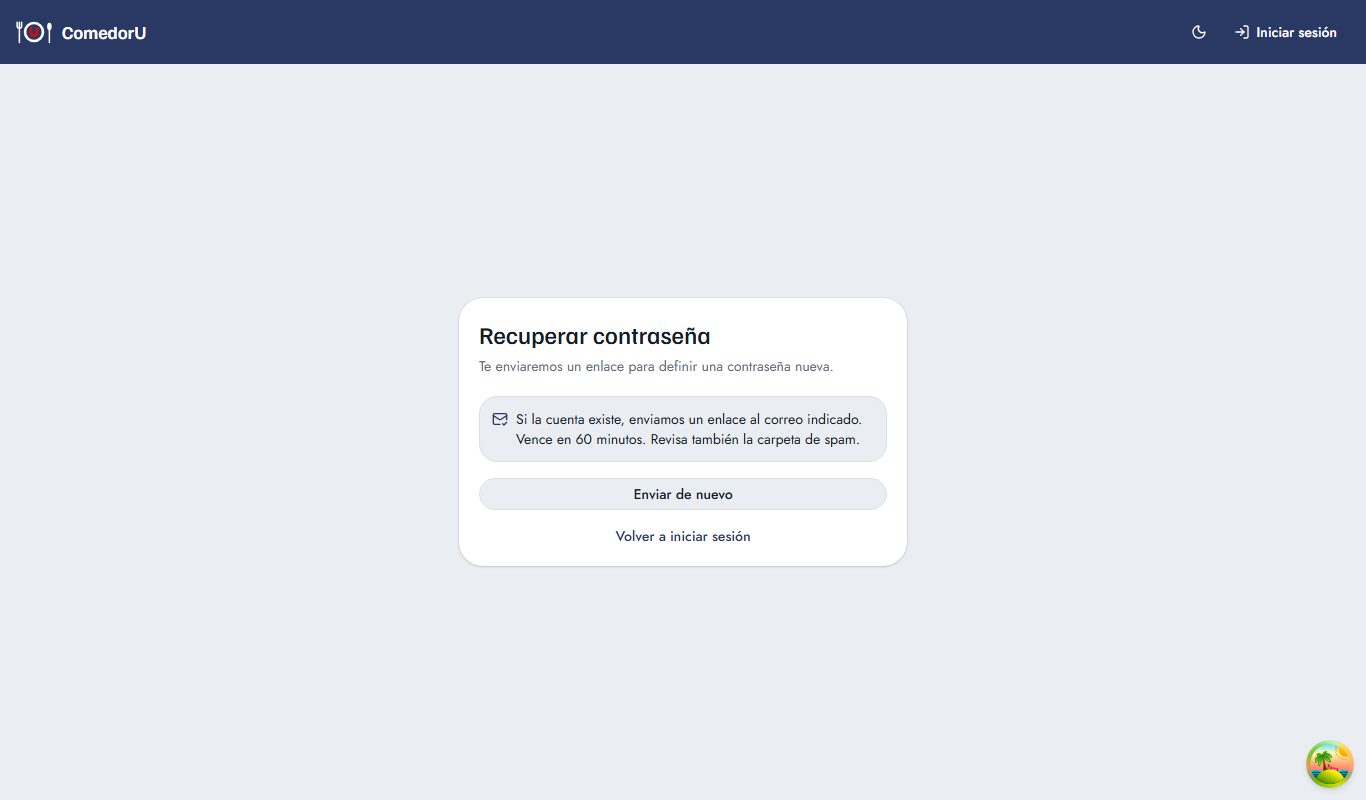 ComedorU
Iniciar sesión
Recuperar contraseña
Te enviaremos un enlace para definir una contraseña nueva.
Si la cuenta existe, enviamos un enlace al correo indicado.
Vence en 60 minutos. Revisa también la carpeta de spam.
Enviar de nuevo
Volver a iniciar sesión